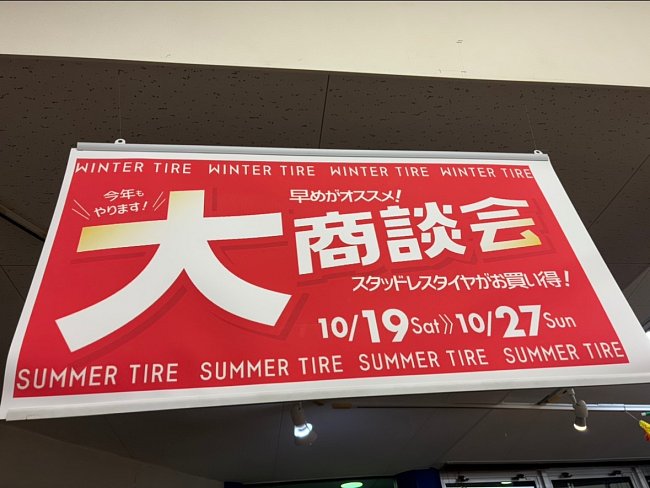 WINTER TIRE WINTER TIRE WINTER TIRE WINTER TIRE
今年も
やります!
早めがオススメ!
大商談会
スタッドレスタイヤがお買い得!
10/19Sat》10/27Sun
SUMMER TIRE SUMMER TIRE SUMMER TIRE SUMMER TIRE